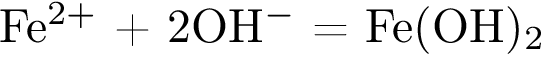 Fe²⁺ + 2OH⁻ = Fe(OH)₂